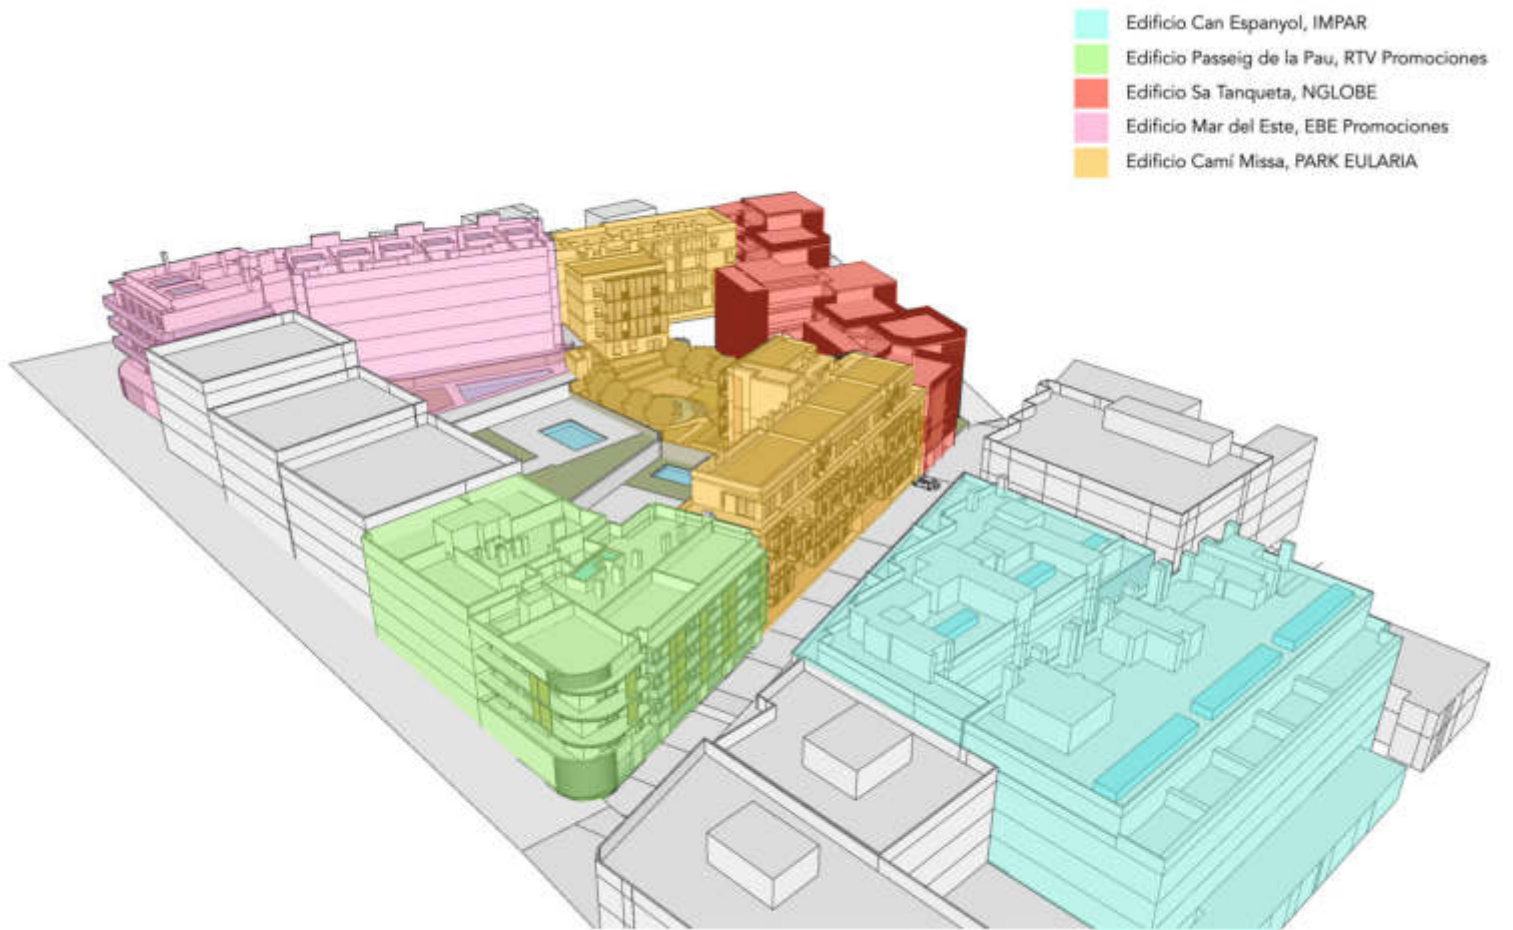 Edificio Can Espanyol, IMPAR
Edificio Passeig de la Pau, RTV Promociones
Edificio Sa Tanqueta, NGLOBE
Edificio Mar del Este, EBE Promociones
Edificio Camí Missa, PARK EULARIA